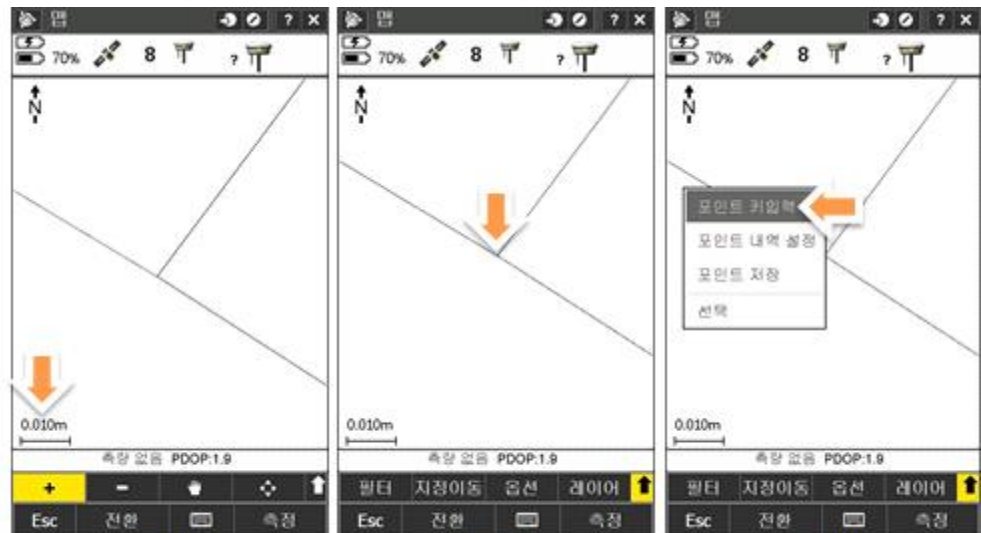 맵 ? ×
70% 8 ?
N
0.010m
측량 없음 PDOP:1.9
+ -
Esc 전환 측정
맵 ? ×
70% 8 ?
N
0.010m
측량 없음 PDOP:1.9
필터 지정이동 옵션 레이어
Esc 전환 측정
맵 ? ×
70% 8 ?
N
포인트 키입력
포인트 내역 설정
포인트 저장
선택
0.010m
측량 없음 PDOP:1.9
필터 지정이동 옵션 레이어
Esc 전환 측정